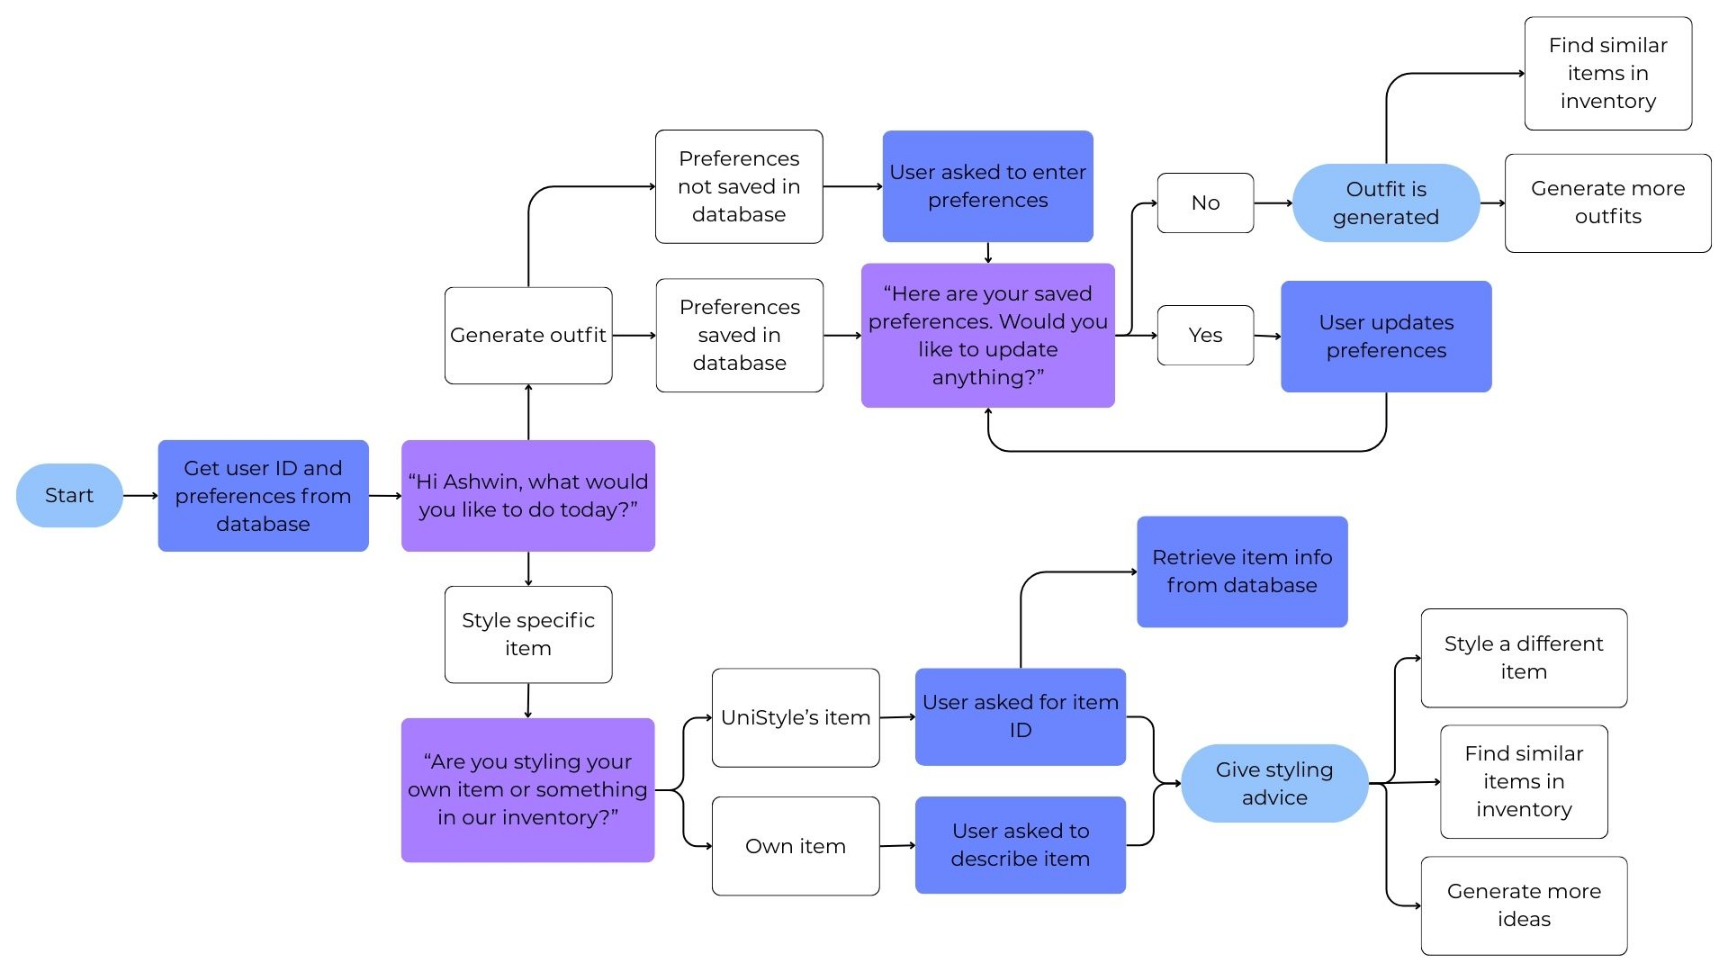 Find similar
items in
inventory
Preferences
not saved in
database
User asked to enter
preferences
No
Outfit is
generated
Generate more
outfits
Generate outfit
Preferences
saved in
database
“Here are your saved
preferences. Would you
like to update
anything?”
Yes
User updates
preferences
Start
Get user ID and
preferences from
database
“Hi Ashwin, what would
you like to do today?”
Style specific
item
Retrieve item info
from database
“Are you styling your
own item or something
in our inventory?”
UniStyle’s item
User asked for item
ID
Own item
User asked to
describe item
Give styling
advice
Style a different
item
Find similar
items in
inventory
Generate more
ideas